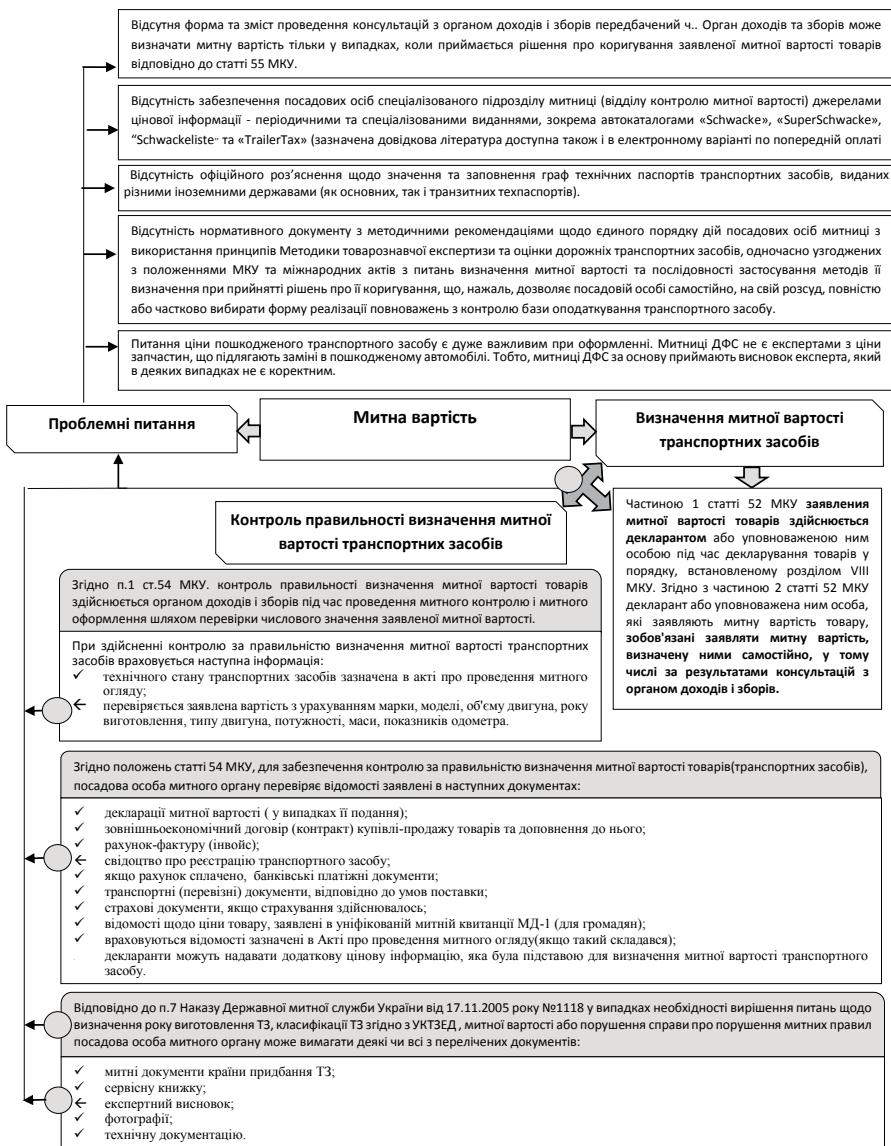 Відсутня форма та зміст проведення консультацій з органом доходів і зборів передбачений ч.. Орган доходів та зборів може
визначати митну вартість тільки у випадках, коли приймається рішення про коригування заявленої митної вартості товарів
відповідно до статті 55 МКУ.
Відсутність забезпечення посадових осіб спеціалізованого підрозділу митниці (відділу контролю митної вартості) джерелами
цінової інформації - періодичними та спеціалізованими виданнями, зокрема автокаталогами «Schwacke», «SuperSchwacke»,
"Schwackeliste" та «TrailerTax» (зазначена довідкова література доступна також і в електронному варіанті по попередній оплаті
Відсутність офіційного роз'яснення щодо значення та заповнення граф технічних паспортів транспортних засобів, виданих
різними іноземними державами (як основних, так і транзитних техпаспортів).
Відсутність нормативного документу з методичними рекомендаціями щодо єдиного порядку дій посадових осіб митниці з
використання принципів Методики товарознавчої експертизи та оцінки дорожніх транспортних засобів, одночасно узгоджених
з положеннями МКУ та міжнародних актів з питань визначення митної вартості та послідовності застосування методів її
визначення при прийнятті рішень про її коригування, що, нажаль, дозволяє посадовій особі самостійно, на свій розсуд, повністю
або частково вибирати форму реалізації повноважень з контролю бази оподаткування транспортного засобу.
Питання ціни пошкодженого транспортного засобу є дуже важливим при оформленні. Митниці ДФС не є експертами з ціни
запчастин, що підлягають заміні в пошкодженому автомобілі. Тобто, митниці ДФС за основу приймають висновок експерта, який
в деяких випадках не є коректним.
Проблемні питання
Митна вартість
Визначення митної вартості
транспортних засобів
Контроль правильності визначення митної
вартості транспортних засобів
Частиною 1 статті 52 МКУ заявлення
митної вартості товарів здійснюється
декларантом або уповноваженою ним
особою під час декларування товарів у
порядку, встановленому розділом VIII
МКУ. Згідно з частиною 2 статті 52 МКУ
декларант або уповноважена ним особа,
які заявляють митну вартість товару,
зобов'язані заявляти митну вартість,
визначену ними самостійно, у тому
числі за результатами консультацій з
органом доходів і зборів.
Згідно п.1 ст.54 МКУ. контроль правильності визначення митної вартості товарів
здійснюється органом доходів і зборів під час проведення митного контролю і митного
оформлення шляхом перевірки числового значення заявленої митної вартості.
При здійсненні контролю за правильністю визначення митної вартості транспортних
засобів враховується наступна інформація:
✓ технічного стану транспортних засобів зазначена в акті про проведення митного
огляду;
← перевіряється заявлена вартість з урахуванням марки, моделі, об'єму двигуна, року
виготовлення, типу двигуна, потужності, маси, показників одометра.
Згідно положень статті 54 МКУ, для забезпечення контролю за правильністю визначення митної вартості товарів(транспортних засобів),
посадова особа митного органу перевіряє відомості заявлені в наступних документах:
✓ декларації митної вартості ( у випадках її подання);
✓ зовнішньоекономічний договір (контракт) купівлі-продажу товарів та доповнення до нього;
✓ рахунок-фактуру (інвойс);
← свідоцтво про реєстрацію транспортного засобу;
✓ якщо рахунок сплачено, банківські платіжні документи;
✓ транспортні (перевізні) документи, відповідно до умов поставки;
✓ страхові документи, якщо страхування здійснювалось;
✓ відомості щодо ціни товару, заявлені в уніфікованій митній квитанції МД-1 (для громадян);
✓ враховуються відомості зазначені в Акті про проведення митного огляду(якщо такий складався);
декларанти можуть надавати додаткову цінову інформацію, яка була підставою для визначення митної вартості транспортного
засобу.
Відповідно до п.7 Наказу Державної митної служби України від 17.11.2005 року №1118 у випадках необхідності вирішення питань щодо
визначення року виготовлення ТЗ, класифікації ТЗ згідно з УКТЗЕД , митної вартості або порушення справи про порушення митних правил
посадова особа митного органу може вимагати деякі чи всі з перелічених документів:
✓ митні документи країни придбання ТЗ;
✓ сервісну книжку;
← експертний висновок;
✓ фотографії;
✓ технічну документацію.